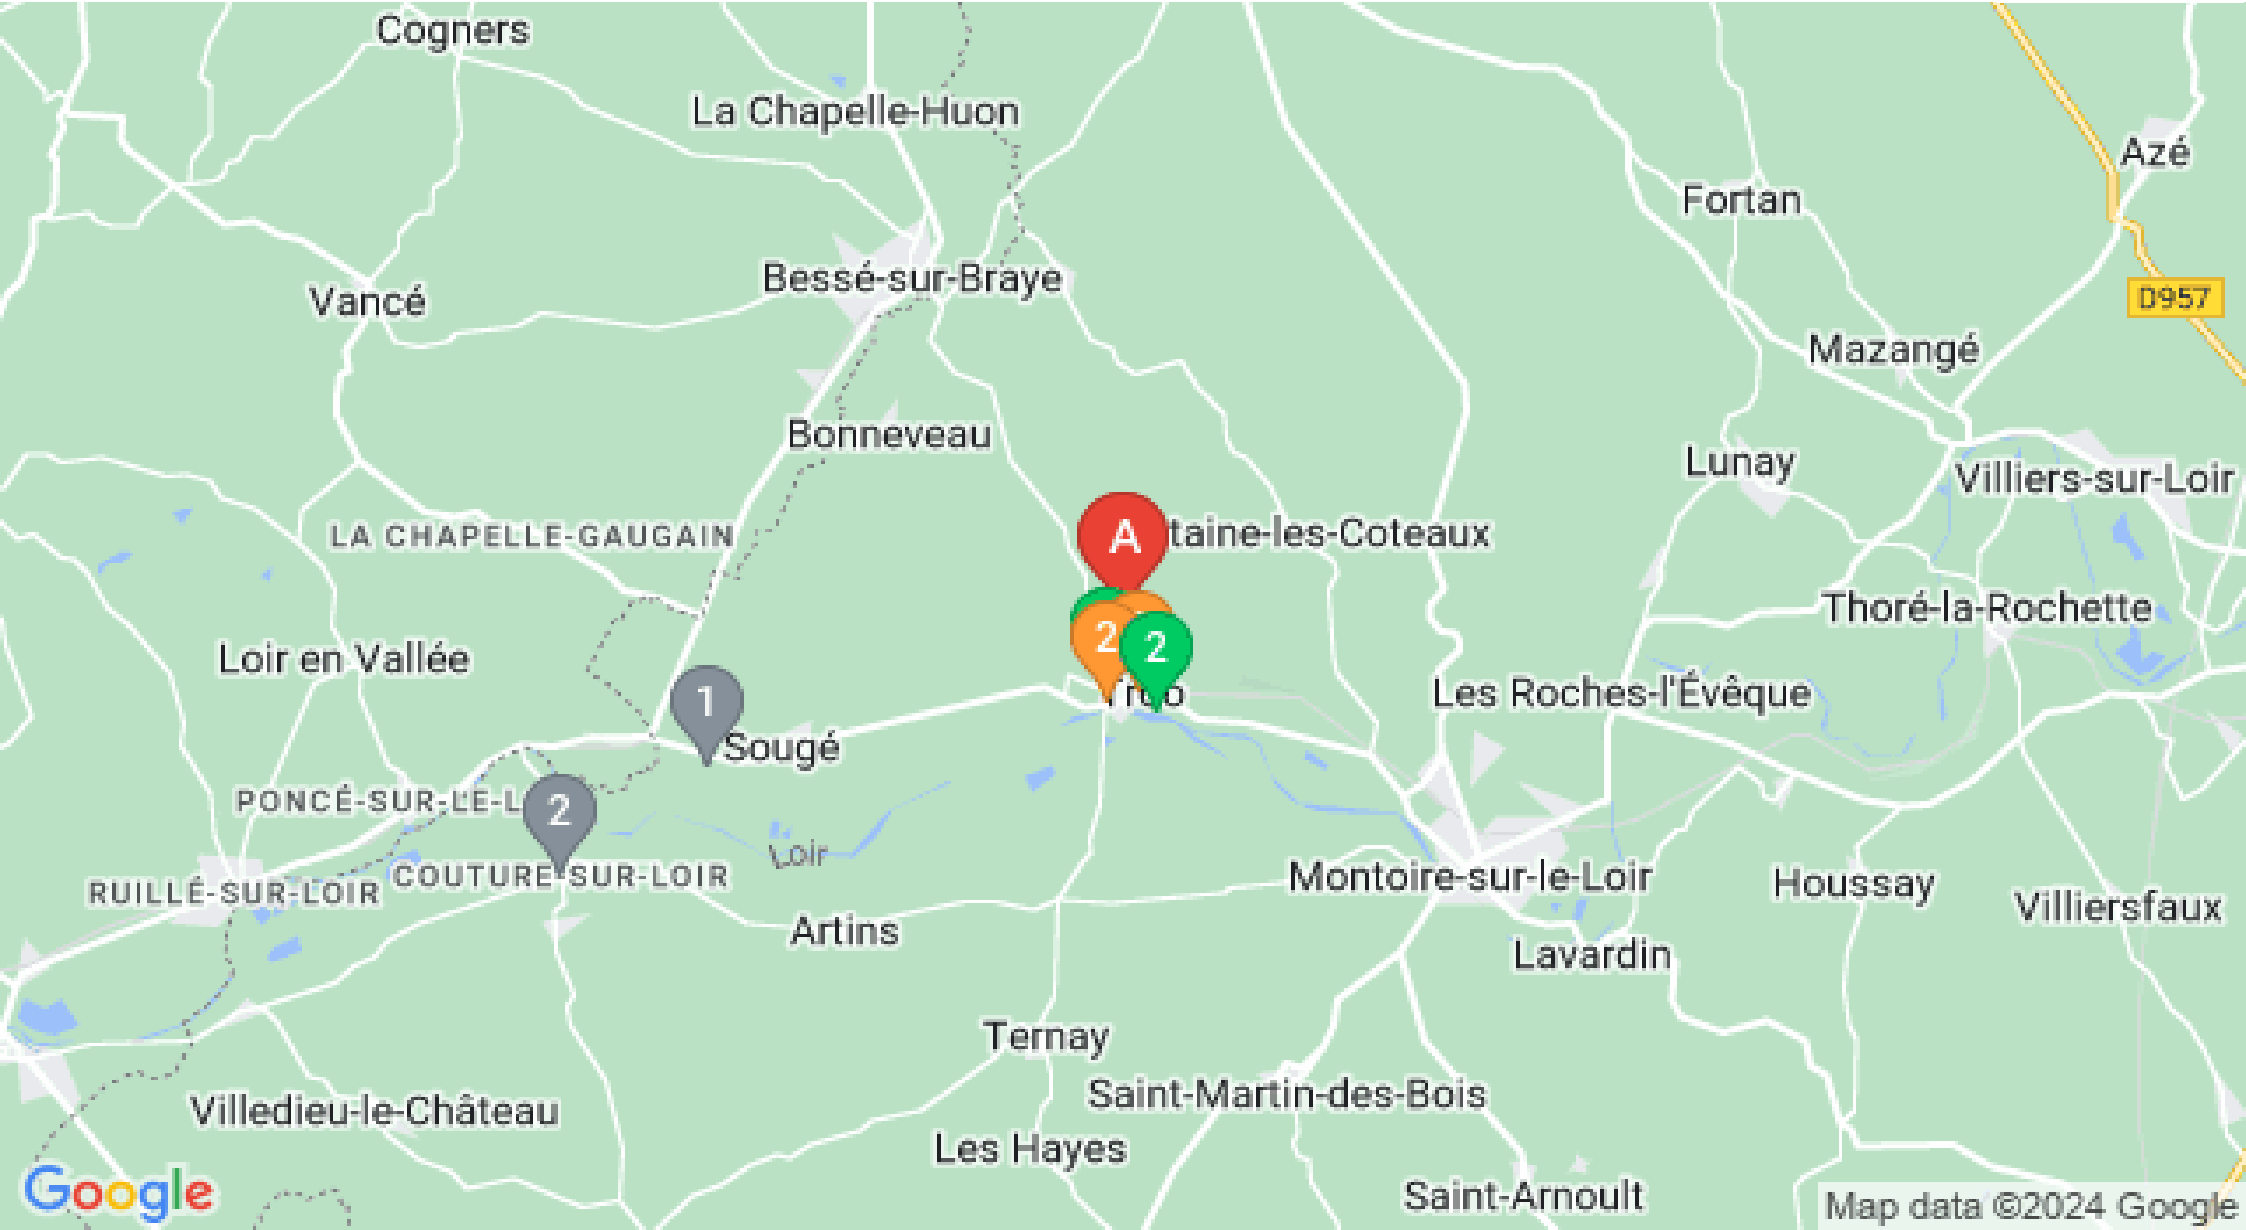 Cogners
La Chapelle-Huon
Azé
Fortan
Bessé-sur-Braye
Vancé
D957
Mazangé
Bonneveau
Lunay
Villiers-sur-Loir
LA CHAPELLE-GAUGAIN
A
taine-les-Coteaux
Thoré-la-Rochette
2
2
Loir en Vallée
1
Les Roches-l'Évêque
Sougé
PONCÉ-SUR-LE-L
2
Loir
COUTURE-SUR-LOIR
RUILLÉ-SUR-LOIR
Montoire-sur-le-Loir
Houssay
Villiersfaux
Artins
Lavardin
Ternay
Saint-Martin-des-Bois
Villedieu-le-Château
Les Hayes
Saint-Arnoult
Google
Map data ©2024 Google